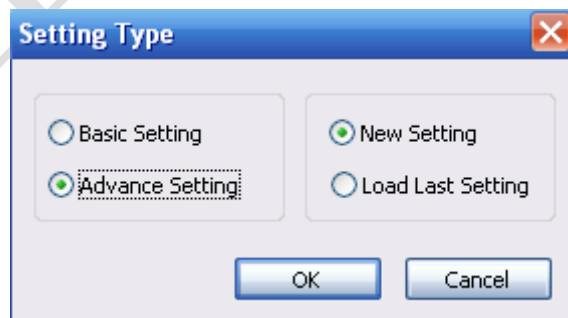 Setting Type
Basic Setting
New Setting
Advance Setting
Load Last Setting
OK
Cancel